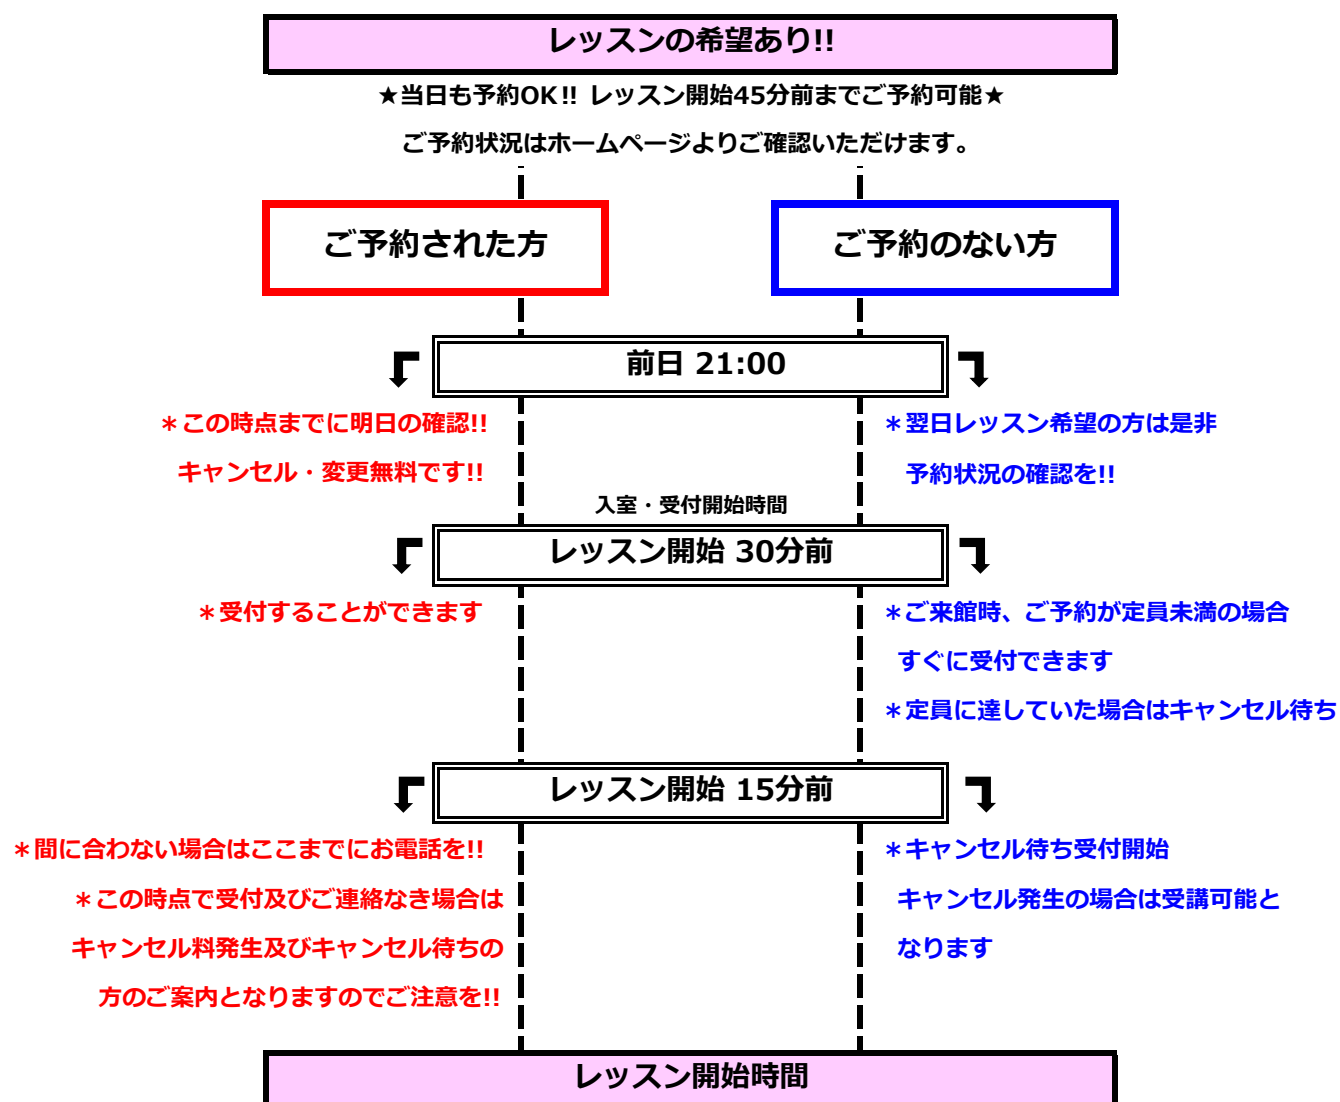 レッスンの希望あり!!
★当日も予約OK!! レッスン開始45分前までご予約可能★
ご予約状況はホームページよりご確認いただけます。
ご予約された方
ご予約のない方
前日 21:00
＊この時点までに明日の確認!!
キャンセル・変更無料です!!
＊翌日レッスン希望の方は是非
予約状況の確認を!!
入室・受付開始時間
レッスン開始 30分前
＊受付することができます
＊ご来館時、ご予約が定員未満の場合
すぐに受付できます
＊定員に達していた場合はキャンセル待ち
レッスン開始 15分前
＊間に合わない場合はここまでにお電話を!!
＊この時点で受付及びご連絡なき場合は
キャンセル料発生及びキャンセル待ちの
方のご案内となりますのでご注意を!!
＊キャンセル待ち受付開始
キャンセル発生の場合は受講可能と
なります
レッスン開始時間